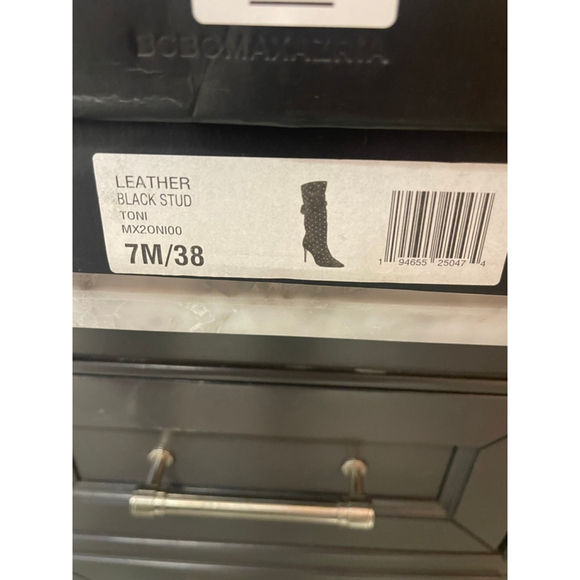 BCBGMAXAZRIA
LEATHER
BLACK STUD
TONI
MX2ONI00
7M/38
1 94655 25047 4